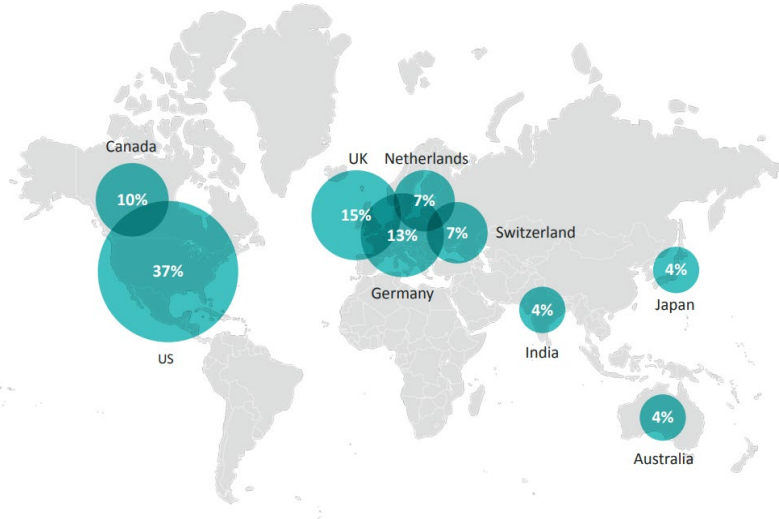 Canada
10%
37%
US
UK
Netherlands
15%
7%
13%
7%
Switzerland
Germany
4%
Japan
4%
India
4%
Australia